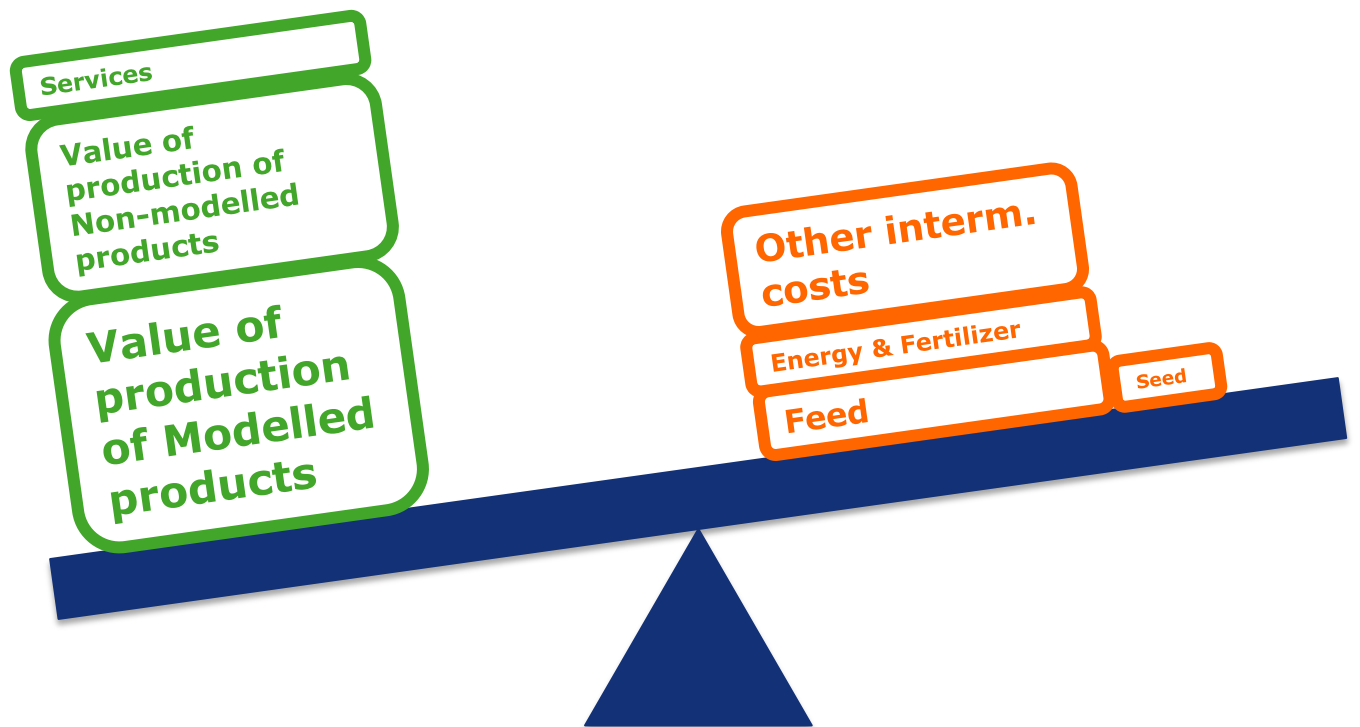 Services
Value of
production of
Non-modelled
products
Value of
production
of Modelled
products
Other interm.
costs
Energy & Fertilizer
Feed
Seed